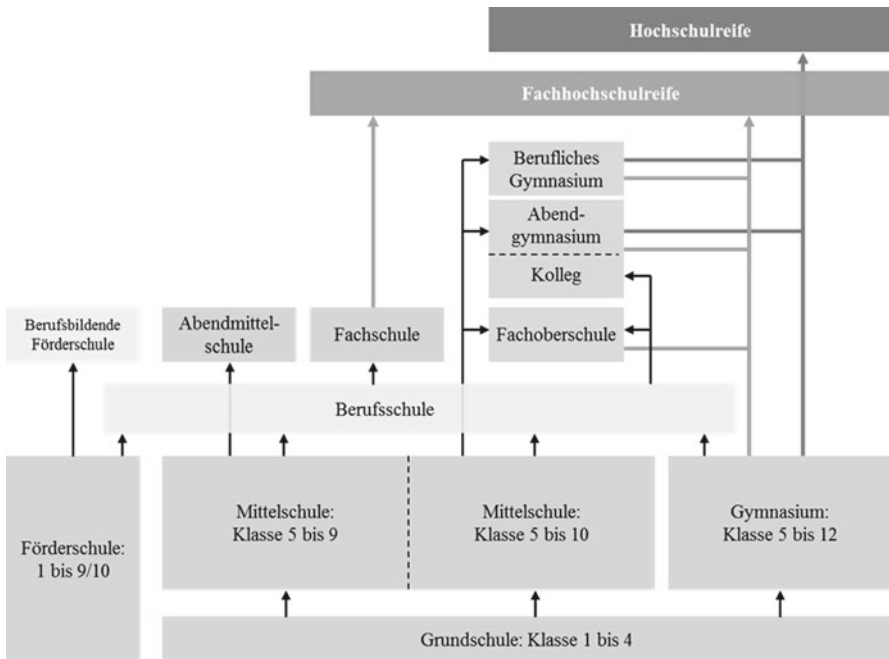 Hochschulreife
Fachhochschulreife
Berufliches
Gymnasium
Abend-
gymnasium
Kolleg
Berufsbildende
Förderschule
Abendmittel-
schule
Fachschule
Fachoberschule
Berufsschule
Förderschule:
1 bis 9/10
Mittelschule:
Klasse 5 bis 9
Mittelschule:
Klasse 5 bis 10
Gymnasium:
Klasse 5 bis 12
Grundschule: Klasse 1 bis 4